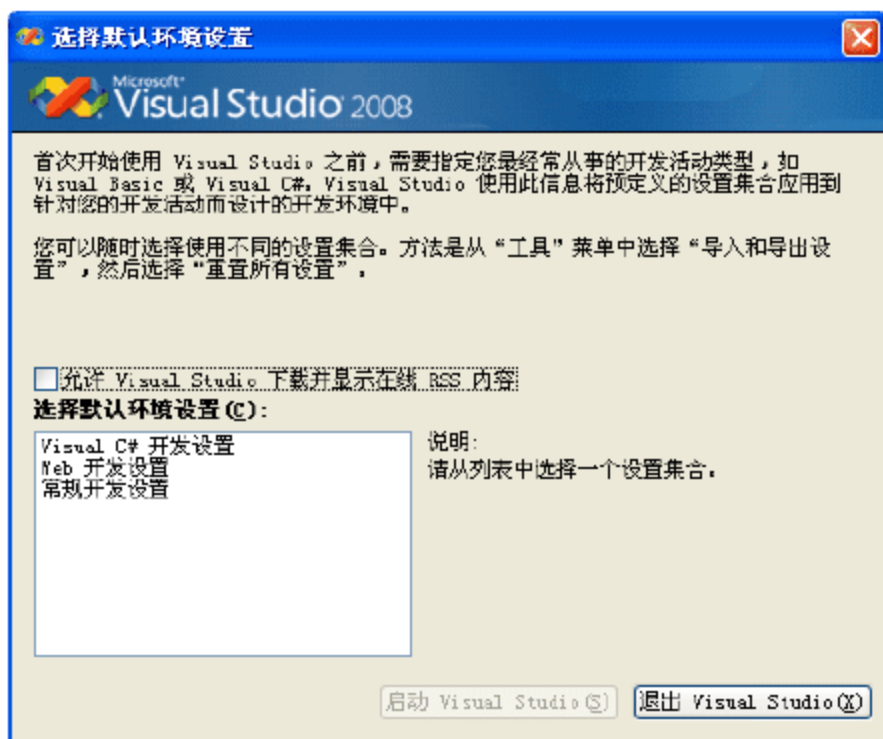 选择默认环境设置
Microsoft®
Visual Studio 2008
首次开始使用 Visual Studio 之前，需要指定您最经常从事的开发活动类型，如
Visual Basic 或 Visual C#。Visual Studio 使用此信息将预定义的设置集合应用到
针对您的开发活动而设计的开发环境中。
您可以随时选择使用不同的设置集合。方法是从“工具”菜单中选择“导入和导出设
置”，然后选择“重置所有设置”。
允许 Visual Studio 下载并显示在线 RSS 内容
选择默认环境设置(C):
Visual C# 开发设置
Web 开发设置
常规开发设置
说明:
请从列表中选择一个设置集合。
启动 Visual Studio(S)
退出 Visual Studio(X)